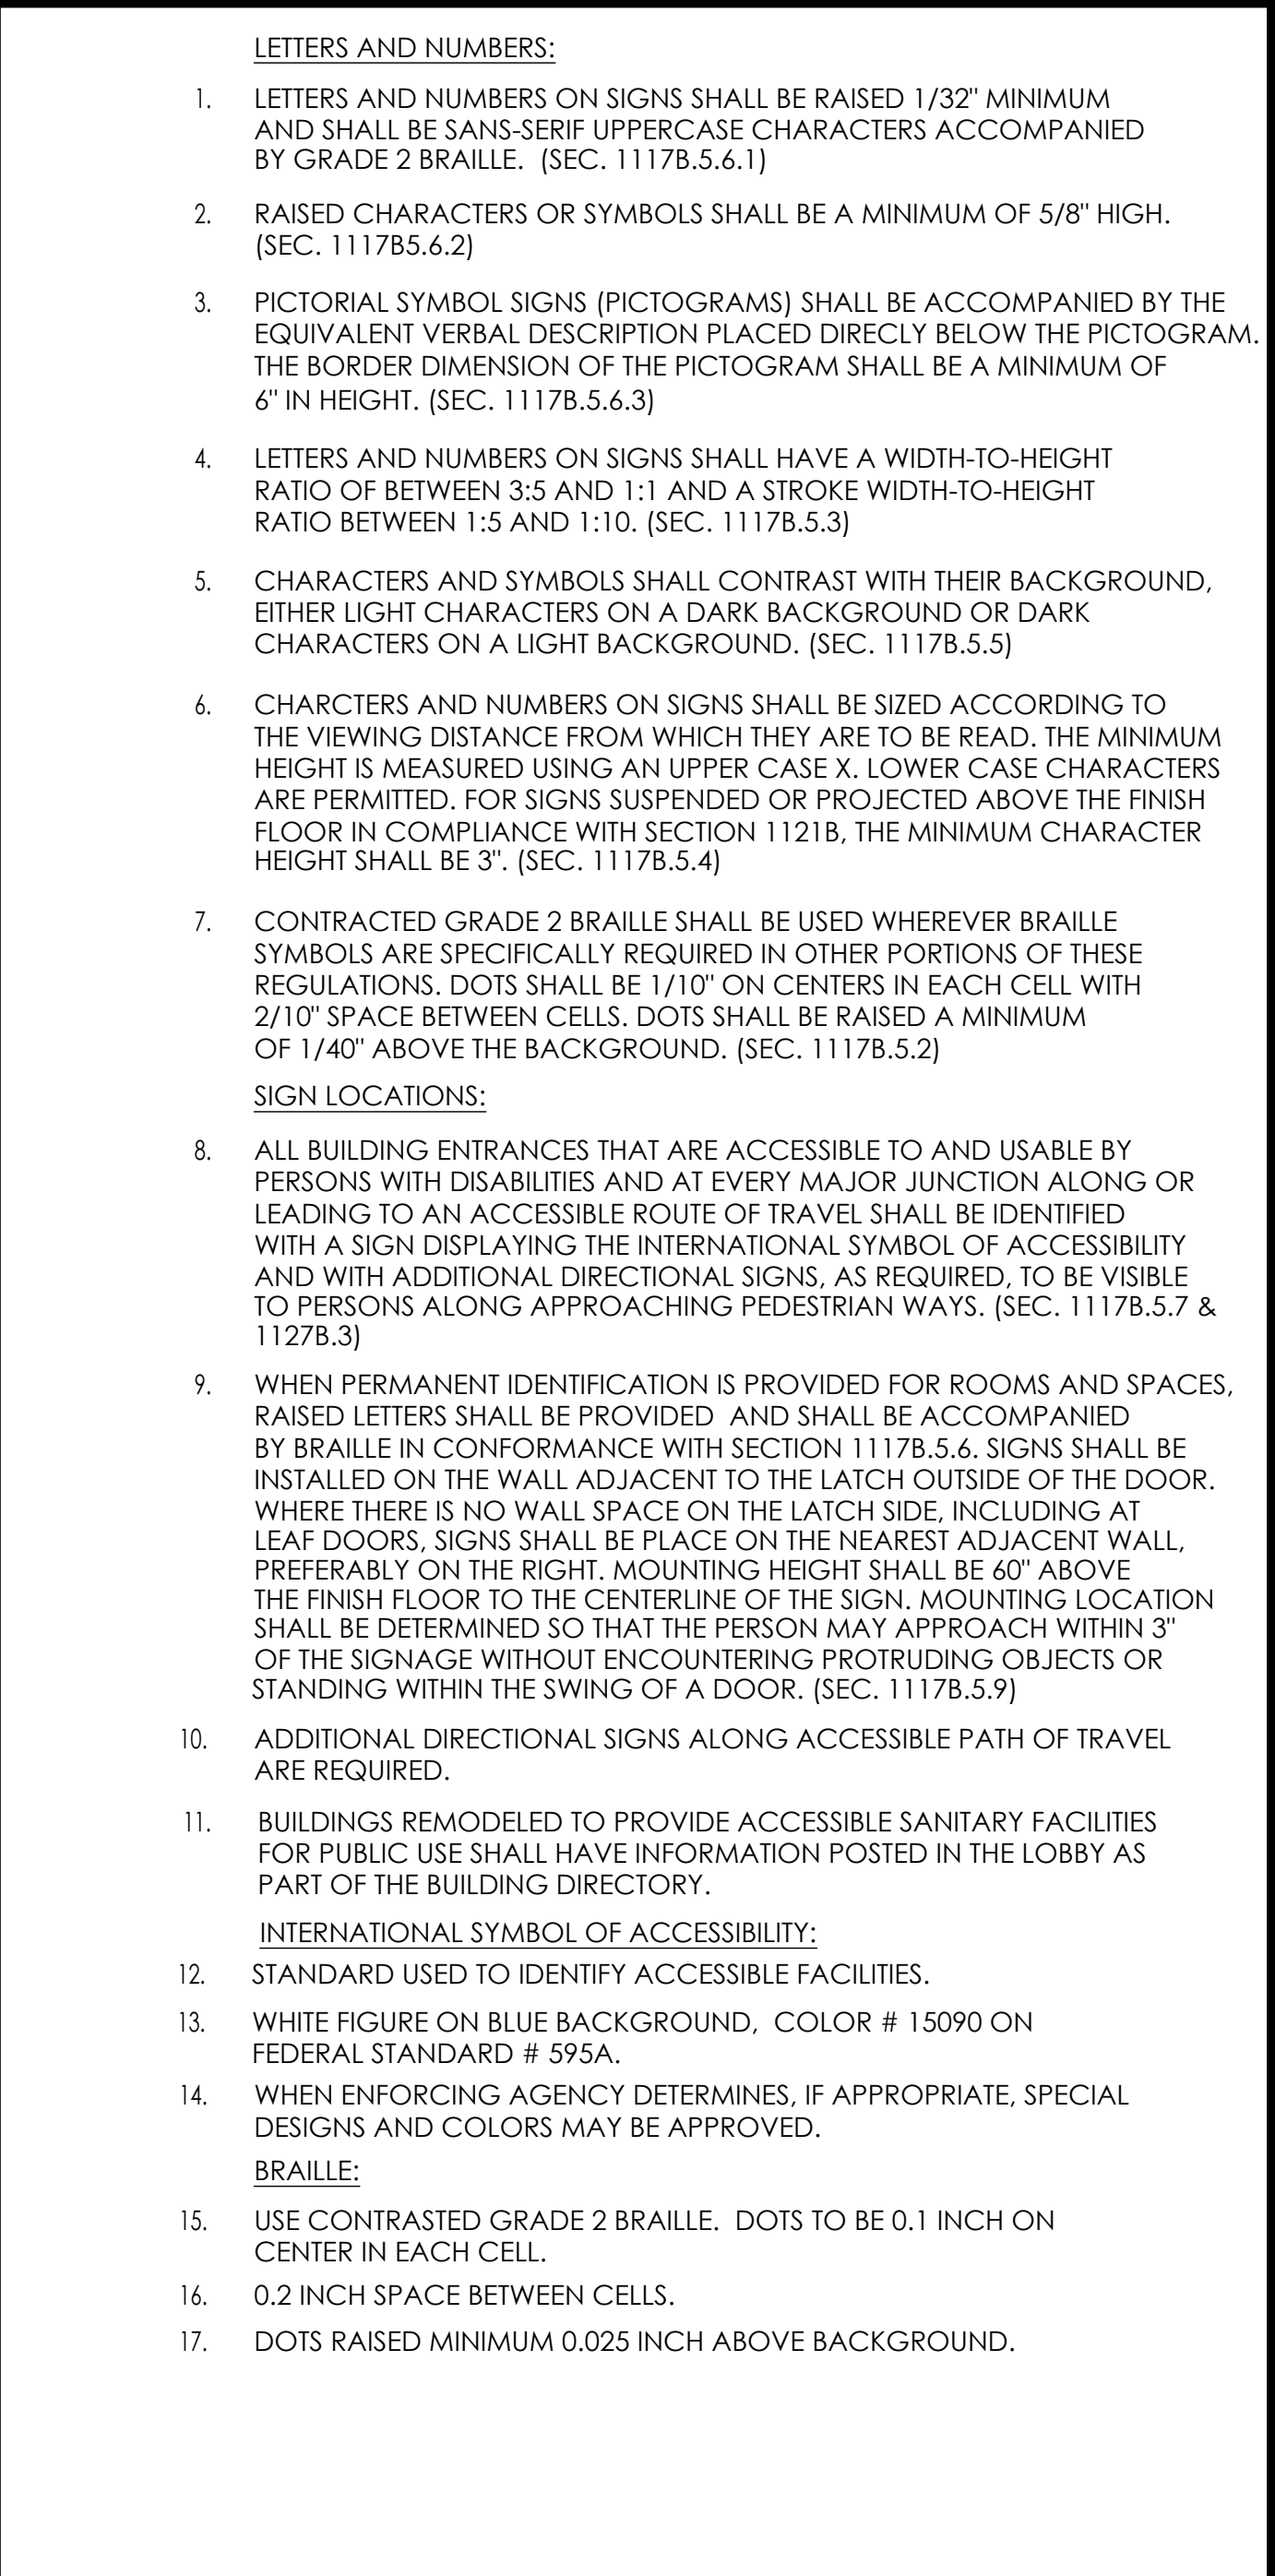 LETTERS AND NUMBERS:
1. LETTERS AND NUMBERS ON SIGNS SHALL BE RAISED 1/32" MINIMUM
AND SHALL BE SANS-SERIF UPPERCASE CHARACTERS ACCOMPANIED
BY GRADE 2 BRAILLE. (SEC. 1117B.5.6.1)
2. RAISED CHARACTERS OR SYMBOLS SHALL BE A MINIMUM OF 5/8" HIGH.
(SEC. 1117B5.6.2)
3. PICTORIAL SYMBOL SIGNS (PICTOGRAMS) SHALL BE ACCOMPANIED BY THE
EQUIVALENT VERBAL DESCRIPTION PLACED DIRECLY BELOW THE PICTOGRAM.
THE BORDER DIMENSION OF THE PICTOGRAM SHALL BE A MINIMUM OF
6" IN HEIGHT. (SEC. 1117B.5.6.3)
4. LETTERS AND NUMBERS ON SIGNS SHALL HAVE A WIDTH-TO-HEIGHT
RATIO OF BETWEEN 3:5 AND 1:1 AND A STROKE WIDTH-TO-HEIGHT
RATIO BETWEEN 1:5 AND 1:10. (SEC. 1117B.5.3)
5. CHARACTERS AND SYMBOLS SHALL CONTRAST WITH THEIR BACKGROUND,
EITHER LIGHT CHARACTERS ON A DARK BACKGROUND OR DARK
CHARACTERS ON A LIGHT BACKGROUND. (SEC. 1117B.5.5)
6. CHARCTERS AND NUMBERS ON SIGNS SHALL BE SIZED ACCORDING TO
THE VIEWING DISTANCE FROM WHICH THEY ARE TO BE READ. THE MINIMUM
HEIGHT IS MEASURED USING AN UPPER CASE X. LOWER CASE CHARACTERS
ARE PERMITTED. FOR SIGNS SUSPENDED OR PROJECTED ABOVE THE FINISH
FLOOR IN COMPLIANCE WITH SECTION 1121B, THE MINIMUM CHARACTER
HEIGHT SHALL BE 3". (SEC. 1117B.5.4)
7. CONTRACTED GRADE 2 BRAILLE SHALL BE USED WHEREVER BRAILLE
SYMBOLS ARE SPECIFICALLY REQUIRED IN OTHER PORTIONS OF THESE
REGULATIONS. DOTS SHALL BE 1/10" ON CENTERS IN EACH CELL WITH
2/10" SPACE BETWEEN CELLS. DOTS SHALL BE RAISED A MINIMUM
OF 1/40" ABOVE THE BACKGROUND. (SEC. 1117B.5.2)
SIGN LOCATIONS:
8. ALL BUILDING ENTRANCES THAT ARE ACCESSIBLE TO AND USABLE BY
PERSONS WITH DISABILITIES AND AT EVERY MAJOR JUNCTION ALONG OR
LEADING TO AN ACCESSIBLE ROUTE OF TRAVEL SHALL BE IDENTIFIED
WITH A SIGN DISPLAYING THE INTERNATIONAL SYMBOL OF ACCESSIBILITY
AND WITH ADDITIONAL DIRECTIONAL SIGNS, AS REQUIRED, TO BE VISIBLE
TO PERSONS ALONG APPROACHING PEDESTRIAN WAYS. (SEC. 1117B.5.7 &
1127B.3)
9. WHEN PERMANENT IDENTIFICATION IS PROVIDED FOR ROOMS AND SPACES,
RAISED LETTERS SHALL BE PROVIDED AND SHALL BE ACCOMPANIED
BY BRAILLE IN CONFORMANCE WITH SECTION 1117B.5.6. SIGNS SHALL BE
INSTALLED ON THE WALL ADJACENT TO THE LATCH OUTSIDE OF THE DOOR.
WHERE THERE IS NO WALL SPACE ON THE LATCH SIDE, INCLUDING AT
LEAF DOORS, SIGNS SHALL BE PLACE ON THE NEAREST ADJACENT WALL,
PREFERABLY ON THE RIGHT. MOUNTING HEIGHT SHALL BE 60" ABOVE
THE FINISH FLOOR TO THE CENTERLINE OF THE SIGN. MOUNTING LOCATION
SHALL BE DETERMINED SO THAT THE PERSON MAY APPROACH WITHIN 3"
OF THE SIGNAGE WITHOUT ENCOUNTERING PROTRUDING OBJECTS OR
STANDING WITHIN THE SWING OF A DOOR. (SEC. 1117B.5.9)
10. ADDITIONAL DIRECTIONAL SIGNS ALONG ACCESSIBLE PATH OF TRAVEL
ARE REQUIRED.
11. BUILDINGS REMODELED TO PROVIDE ACCESSIBLE SANITARY FACILITIES
FOR PUBLIC USE SHALL HAVE INFORMATION POSTED IN THE LOBBY AS
PART OF THE BUILDING DIRECTORY.
INTERNATIONAL SYMBOL OF ACCESSIBILITY:
12. STANDARD USED TO IDENTIFY ACCESSIBLE FACILITIES.
13. WHITE FIGURE ON BLUE BACKGROUND, COLOR # 15090 ON
FEDERAL STANDARD # 595A.
14. WHEN ENFORCING AGENCY DETERMINES, IF APPROPRIATE, SPECIAL
DESIGNS AND COLORS MAY BE APPROVED.
BRAILLE:
15. USE CONTRASTED GRADE 2 BRAILLE. DOTS TO BE 0.1 INCH ON
CENTER IN EACH CELL.
16. 0.2 INCH SPACE BETWEEN CELLS.
17. DOTS RAISED MINIMUM 0.025 INCH ABOVE BACKGROUND.